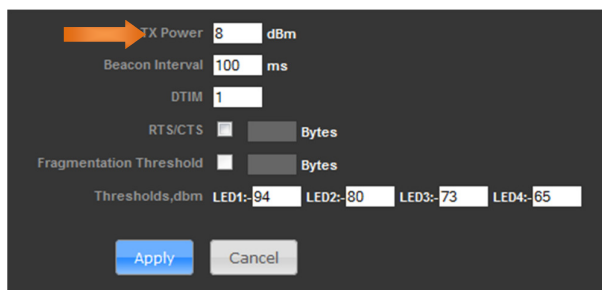 TX Power 8 dBm
Beacon Interval 100 ms
DTIM 1
RTS/CTS Bytes
Fragmentation Threshold Bytes
Thresholds,dbm LED1:-94 LED2:-80 LED3:-73 LED4:-65
Apply Cancel